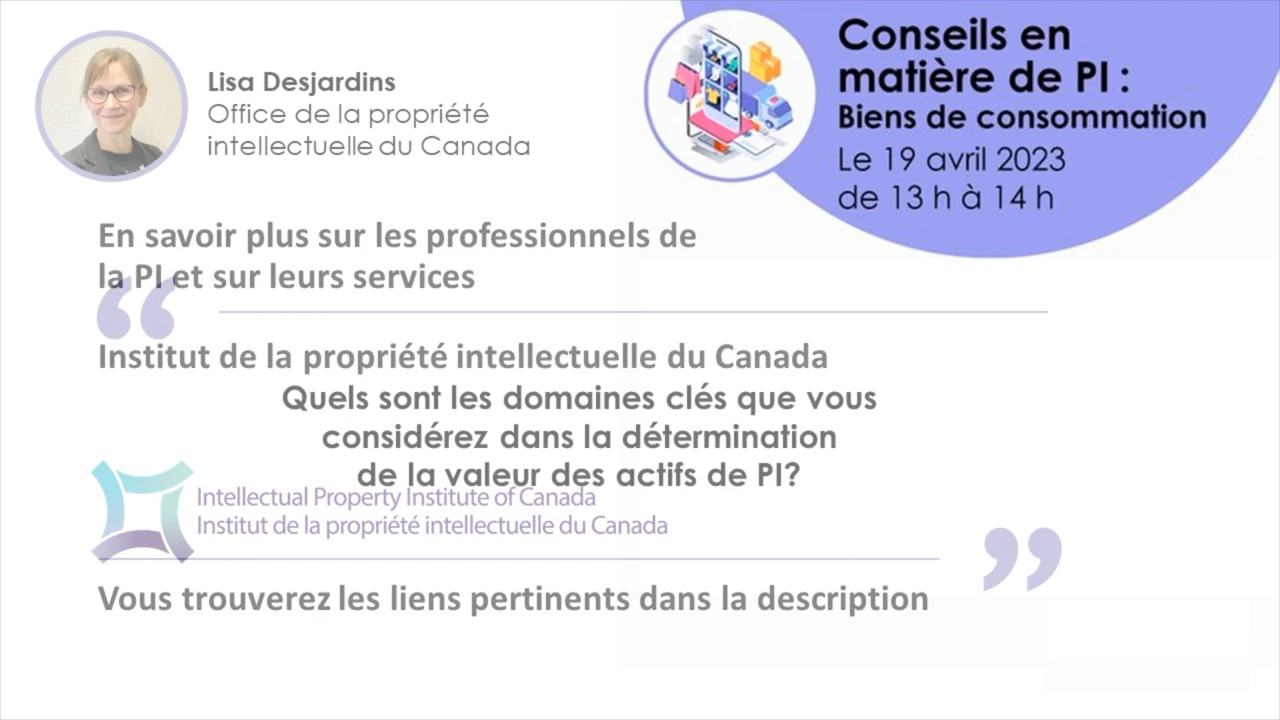 Lisa Desjardins
Office de la propriété
intellectuelle du Canada
Conseils en
matière de PI :
Biens de consommation
Le 19 avril 2023
de 13 h à 14 h
En savoir plus sur les professionnels de
la PI et sur leurs services
“
Institut de la propriété intellectuelle du Canada
Quels sont les domaines clés que vous
considérez dans la détermination
de la valeur des actifs de PI?
Intellectual Property Institute of Canada
Institut de la propriété intellectuelle du Canada
”
Vous trouverez les liens pertinents dans la description